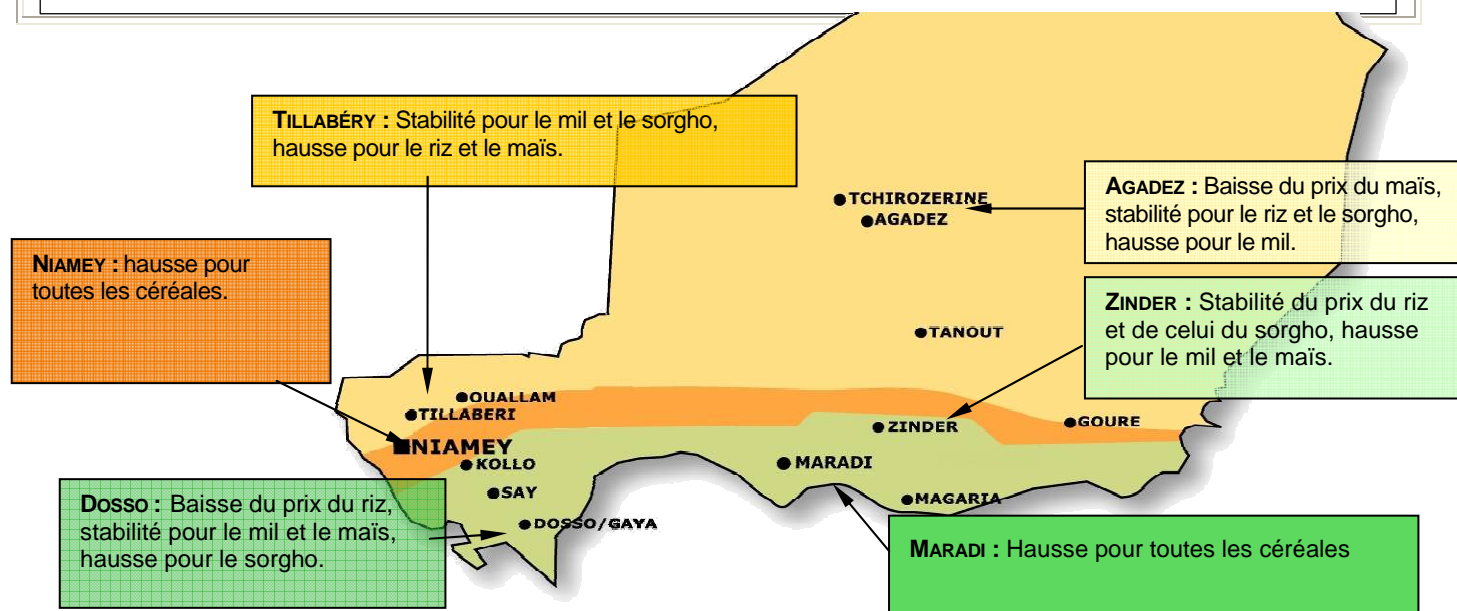 TILLABÉRY : Stabilité pour le mil et le sorgho,
hausse pour le riz et le maïs.
AGADEZ : Baisse du prix du maïs,
stabilité pour le riz et le sorgho,
hausse pour le mil.
TCHIROZERINE
AGADEZ
NIAMEY : hausse pour
toutes les céréales.
ZINDER : Stabilité du prix du riz
et de celui du sorgho, hausse
pour le mil et le maïs.
TANOUT
OUALLAM
TILLABERI
NIAMEY
ZINDER
GOURE
KOLLO
MARADI
SAY
MAGARIA
DOSSO/GAYA
DOSSO : Baisse du prix du riz,
stabilité pour le mil et le maïs,
hausse pour le sorgho.
MARADI : Hausse pour toutes les céréales